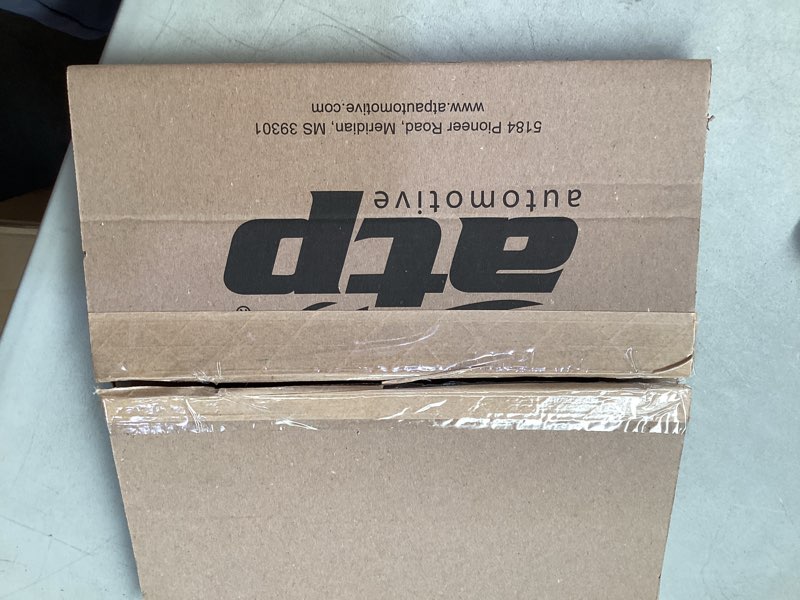 atp®
automotive
5184 Pioneer Road, Meridian, MS 39301
www.atpautomotive.com